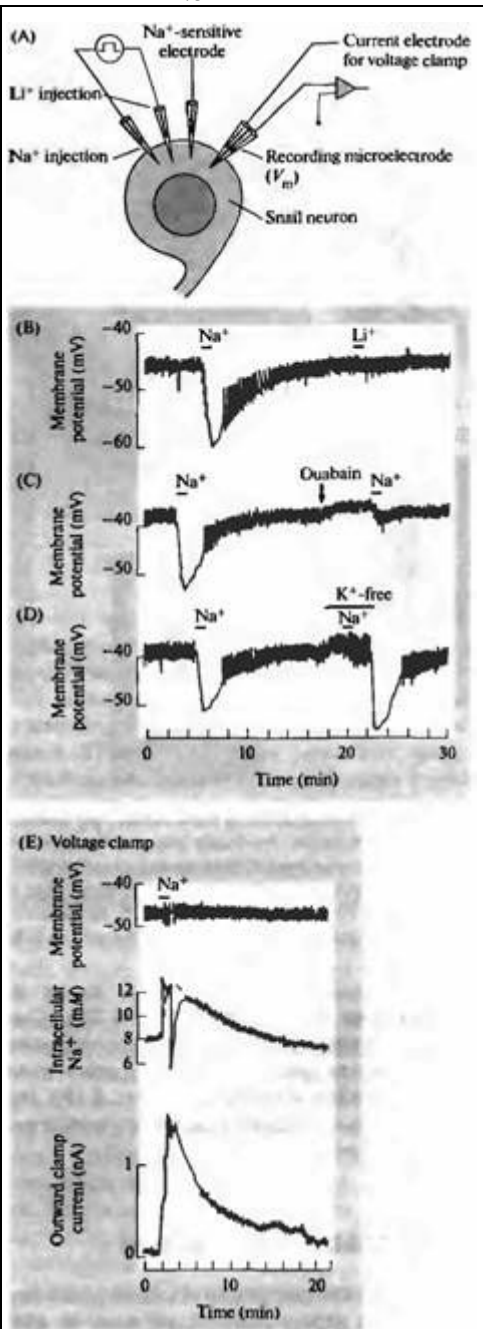 (A)
Na⁺-sensitive
electrode
Current electrode
for voltage clamp
Li⁺ injection
Na⁺ injection
Recording microelectrode
(Vm)
Snail neuron
(B)
Membrane
potential (mV)
−40
−50
−60
Na⁺
Li⁺
(C)
Membrane
potential (mV)
−40
−50
Na⁺
Ouabain
Na⁺
(D)
Membrane
potential (mV)
−40
−50
Na⁺
K⁺-free
Na⁺
0
10
20
30
Time (min)
(E) Voltage clamp
Membrane
potential (mV)
−40
−50
Na⁺
Intracellular
Na⁺ (mM)
12
10
8
6
Outward clamp
current (nA)
1
0
0
10
20
Time (min)